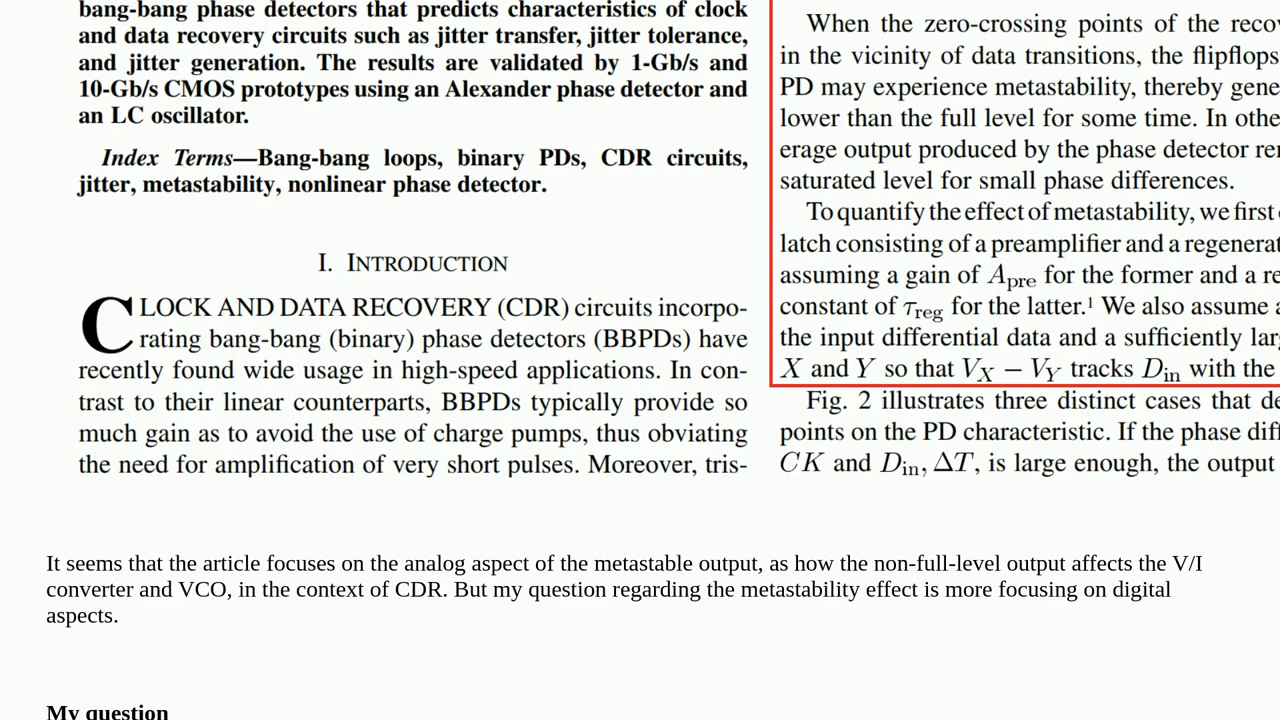 bang-bang phase detectors that predicts characteristics of clock
and data recovery circuits such as jitter transfer, jitter tolerance,
and jitter generation. The results are validated by 1-Gb/s and
10-Gb/s CMOS prototypes using an Alexander phase detector and
an LC oscillator.
Index Terms—Bang-bang loops, binary PDs, CDR circuits,
jitter, metastability, nonlinear phase detector.
I. INTRODUCTION
CLOCK AND DATA RECOVERY (CDR) circuits incorpo-
rating bang-bang (binary) phase detectors (BBPDs) have
recently found wide usage in high-speed applications. In con-
trast to their linear counterparts, BBPDs typically provide so
much gain as to avoid the use of charge pumps, thus obviating
the need for amplification of very short pulses. Moreover, tris-
When the zero-crossing points of the reco
in the vicinity of data transitions, the flipflops
PD may experience metastability, thereby gene
lower than the full level for some time. In othe
erage output produced by the phase detector re
saturated level for small phase differences.
To quantify the effect of metastability, we first
latch consisting of a preamplifier and a regenerat
assuming a gain of A_pre for the former and a re
constant of τ_reg for the latter.¹ We also assume a
the input differential data and a sufficiently lar
X and Y so that V_X − V_Y tracks D_in with the
Fig. 2 illustrates three distinct cases that de
points on the PD characteristic. If the phase diff
CK and D_in, ΔT, is large enough, the output
It seems that the article focuses on the analog aspect of the metastable output, as how the non-full-level output affects the V/I
converter and VCO, in the context of CDR. But my question regarding the metastability effect is more focusing on digital
aspects.
My question